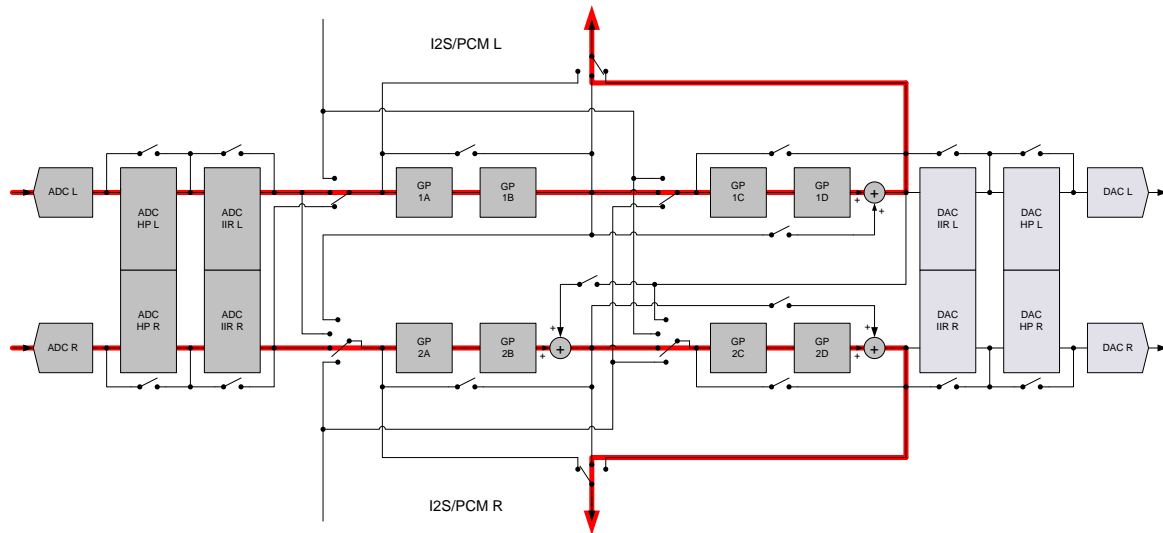 I2S/PCM L
ADC L
ADC
HP L
ADC
IIR L
GP
1A
GP
1B
GP
1C
GP
1D
+
+
+
DAC
IIR L
DAC
HP L
DAC L
ADC R
ADC
HP R
ADC
IIR R
GP
2A
GP
2B
+
+
+
GP
2C
GP
2D
+
+
+
DAC
IIR R
DAC
HP R
DAC R
I2S/PCM R